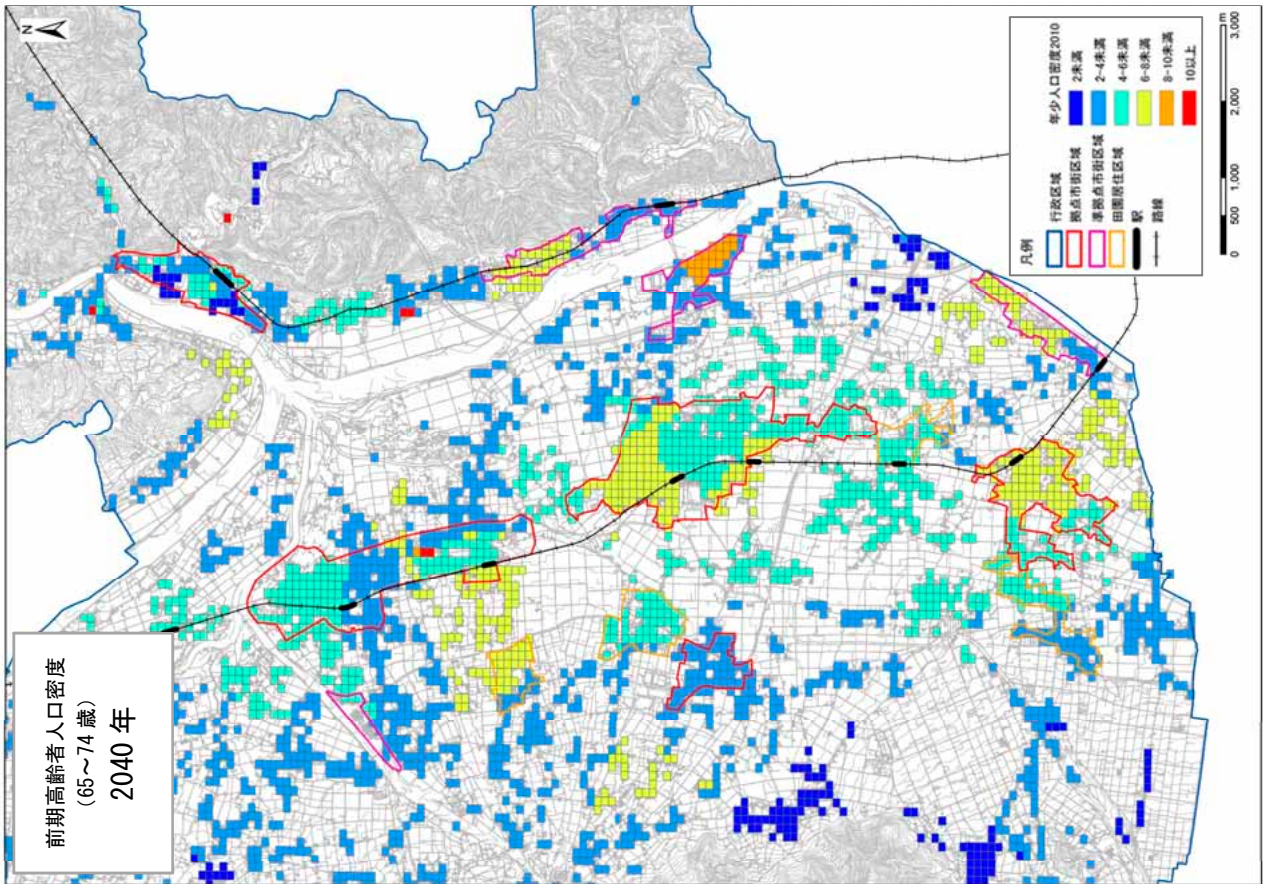 前期高齢者人口密度
(65~74歳)
2040年
N
凡例
行政区域
拠点市街区域
準拠点市街区域
田園居住区域
駅
路線
年少人口密度2010
2未満
2-4未満
4-6未満
6-8未満
8-10未満
10以上
0 500 1,000 2,000 3,000
m